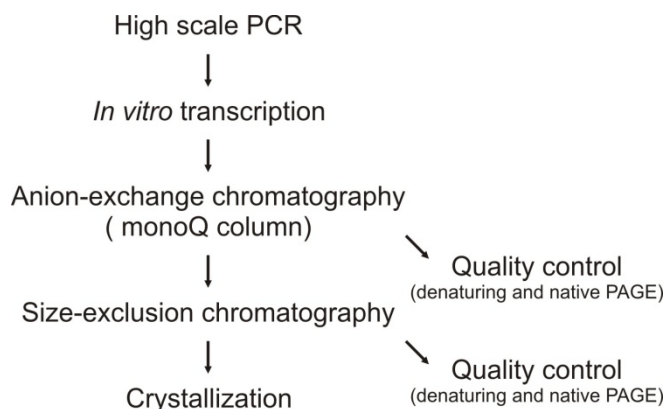 High scale PCR
In vitro transcription
Anion-exchange chromatography
( monoQ column)
Quality control
(denaturing and native PAGE)
Size-exclusion chromatography
Quality control
(denaturing and native PAGE)
Crystallization